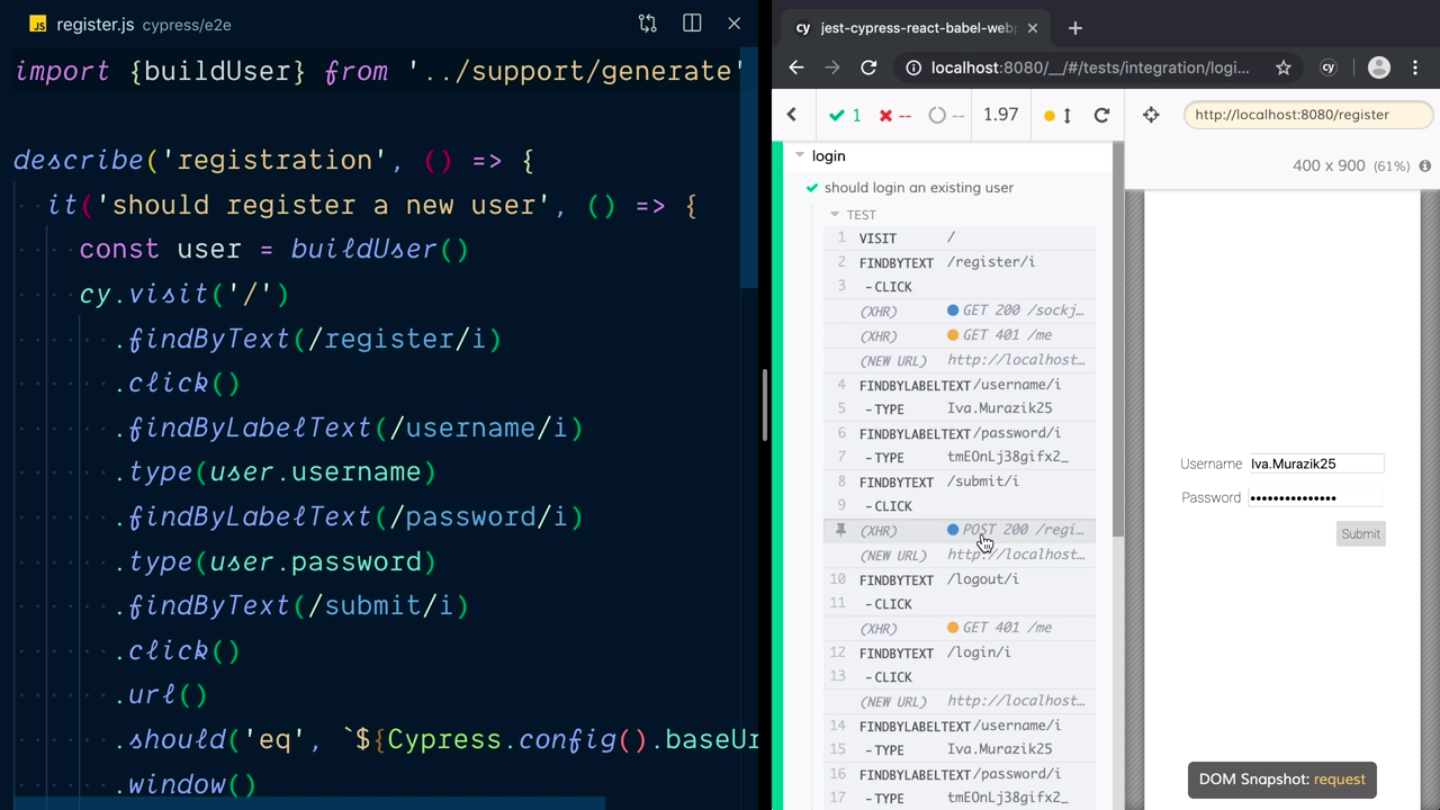 JS register.js cypress/e2e
import {buildUser} from '../support/generate'
describe('registration', () => {
it('should register a new user', () => {
const user = buildUser()
cy.visit('/')
.findByText(/register/i)
.click()
.findByLabelText(/username/i)
.type(user.username)
.findByLabelText(/password/i)
.type(user.password)
.findByText(/submit/i)
.click()
.url()
.should('eq', `${Cypress.config().baseUr
.window()
cy jest-cypress-react-babel-webp
localhost:8080/__/#/tests/integration/logi...
cy
1 -- -- 1.97
http://localhost:8080/register
400 x 900 (61%)
login
should login an existing user
TEST
1 VISIT /
2 FINDBYTEXT /register/i
3 -CLICK
(XHR) GET 200 /sockj...
(XHR) GET 401 /me
(NEW URL) http://localhost...
4 FINDBYLABELTEXT /username/i
5 -TYPE Iva.Murazik25
6 FINDBYLABELTEXT /password/i
7 -TYPE tmEOnLj38gifx2_
8 FINDBYTEXT /submit/i
9 -CLICK
(XHR) POST 200 /regi...
(NEW URL) http://localhost...
10 FINDBYTEXT /logout/i
11 -CLICK
(XHR) GET 401 /me
12 FINDBYTEXT /login/i
13 -CLICK
(NEW URL) http://localhost...
14 FINDBYLABELTEXT /username/i
15 -TYPE Iva.Murazik25
16 FINDBYLABELTEXT /password/i
17 -TYPE tmEOnLj38gifx2_
Username Iva.Murazik25
Password •••••••••••••••
Submit
DOM Snapshot: request